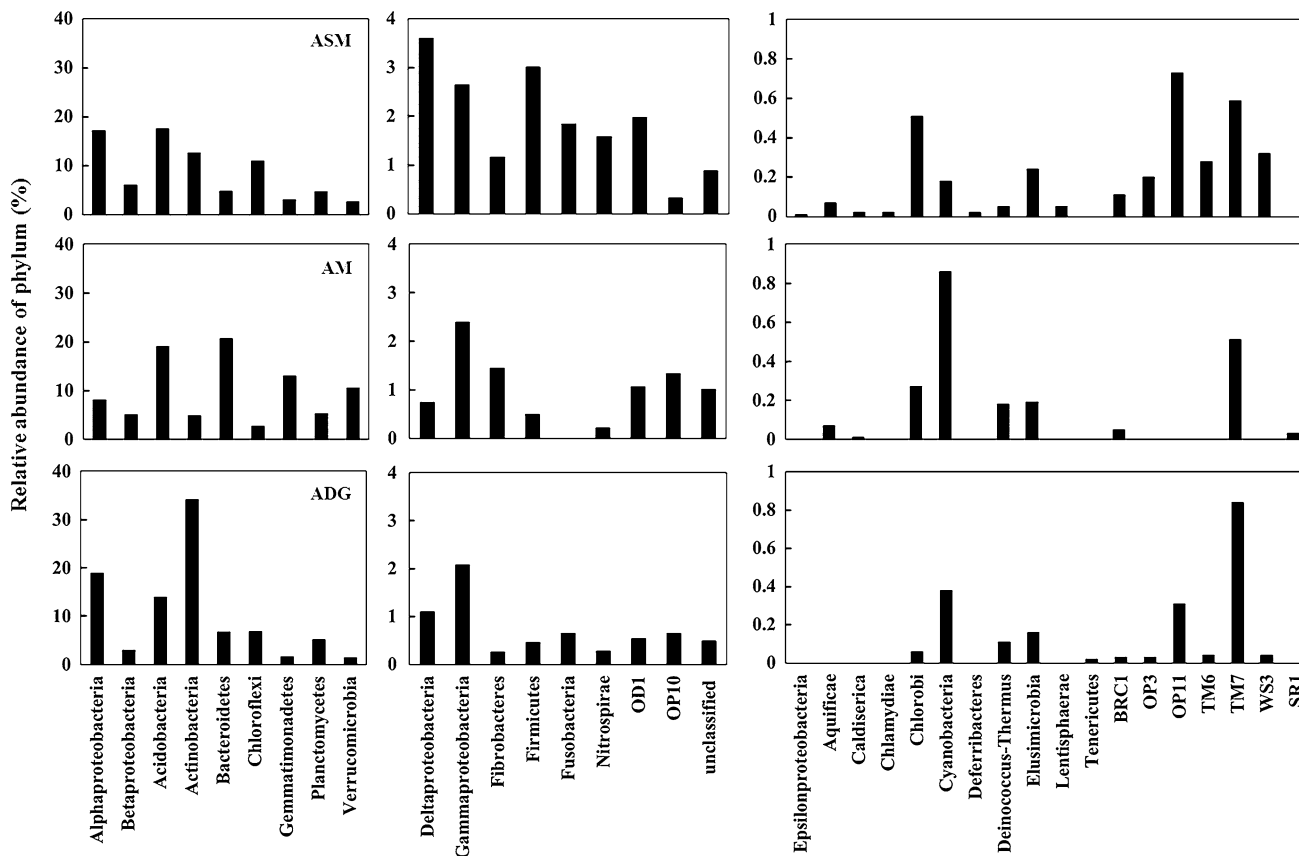 Relative abundance of phylum (%)
40
30
20
10
0
ASM
4
3
2
1
0
1
0.8
0.6
0.4
0.2
0
40
30
20
10
0
AM
4
3
2
1
0
1
0.8
0.6
0.4
0.2
0
40
30
20
10
0
ADG
4
3
2
1
0
1
0.8
0.6
0.4
0.2
0
Alphaproteobacteria
Betaproteobacteria
Acidobacteria
Actinobacteria
Bacteroidetes
Chloroflexi
Gemmatimonadetes
Planctomycetes
Verrucomicrobia
Deltaproteobacteria
Gammaproteobacteria
Fibrobacteres
Firmicutes
Fusobacteria
Nitrospirae
OD1
OP10
unclassified
Epsilonproteobacteria
Aquificae
Caldiserica
Chlamydiae
Chlorobi
Cyanobacteria
Deferribacteres
Deinococcus-Thermus
Elusimicrobia
Lentisphaerae
Tenericutes
BRC1
OP3
OP11
TM6
TM7
WS3
SR1